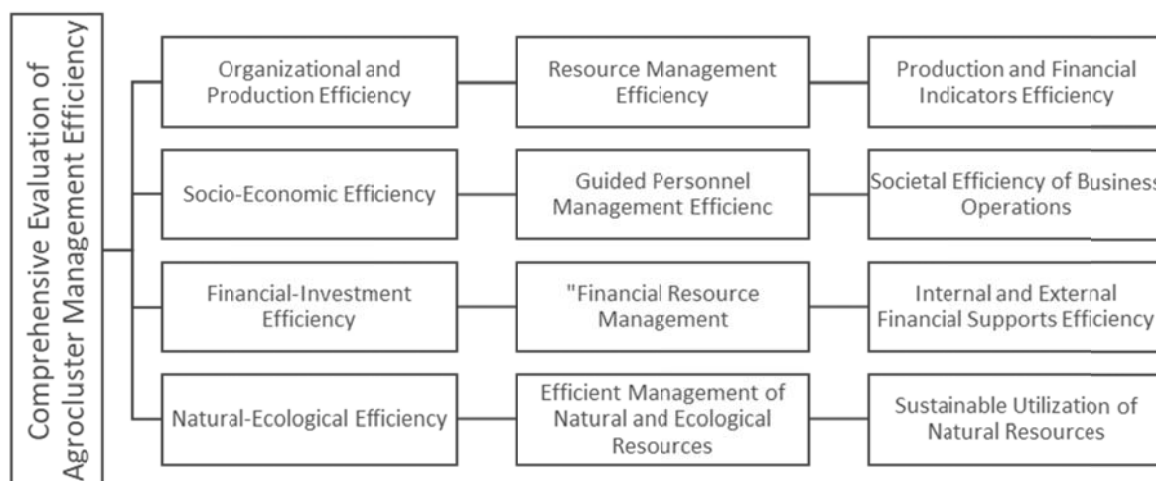 Comprehensive Evaluation of
Agrocluster Management Efficiency
Organizational and
Production Efficiency
Resource Management
Efficiency
Production and Financial
Indicators Efficiency
Socio-Economic Efficiency
Guided Personnel
Management Efficienc
Societal Efficiency of Business
Operations
Financial-Investment
Efficiency
"Financial Resource
Management
Internal and External
Financial Supports Efficiency
Natural-Ecological Efficiency
Efficient Management of
Natural and Ecological
Resources
Sustainable Utilization of
Natural Resources